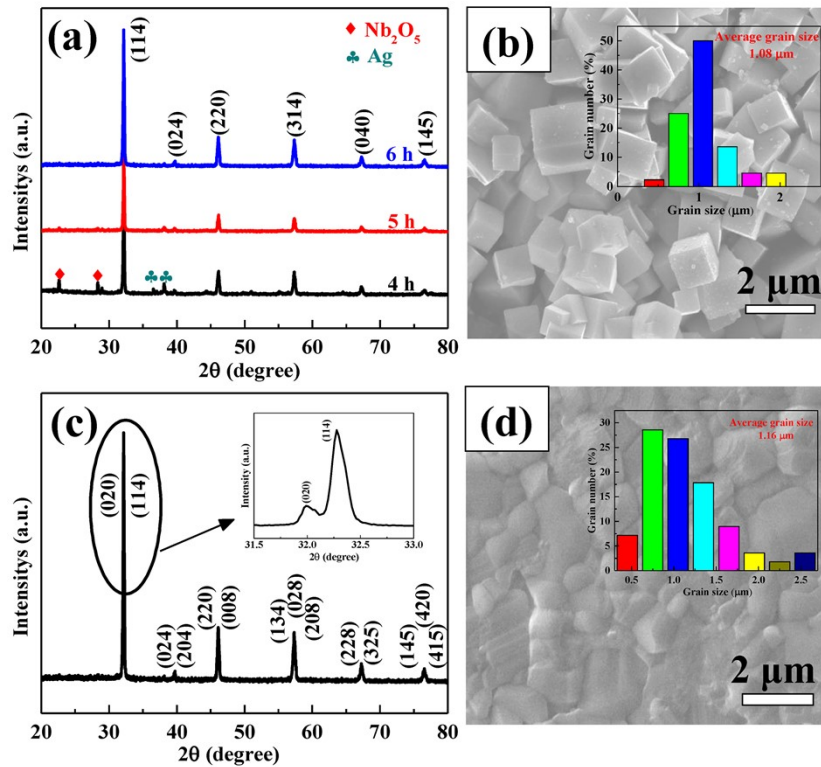 (a)
♦ Nb₂O₅
♣ Ag
(114)
(024)
(220)
(314)
(040)
(145)
6 h
5 h
4 h
Intensitys (a.u.)
20 30 40 50 60 70 80
2θ (degree)
(b)
Average grain size
1.08 μm
Grain number (%)
50
40
30
20
10
0
0 1 2
Grain size (μm)
2 μm
(c)
(020) (114)
(024)
(204)
(220)
(008)
(134)
(028)
(208)
(228)
(325)
(145)
(420)
(415)
Intensitys (a.u.)
20 30 40 50 60 70 80
2θ (degree)
Intensity (a.u.)
(020)
(114)
31.5 32.0 32.5 33.0
2θ (degree)
(d)
Average grain size
1.16 μm
Grain number (%)
30
25
20
15
10
5
0
0.5 1.0 1.5 2.0 2.5
Grain size (μm)
2 μm